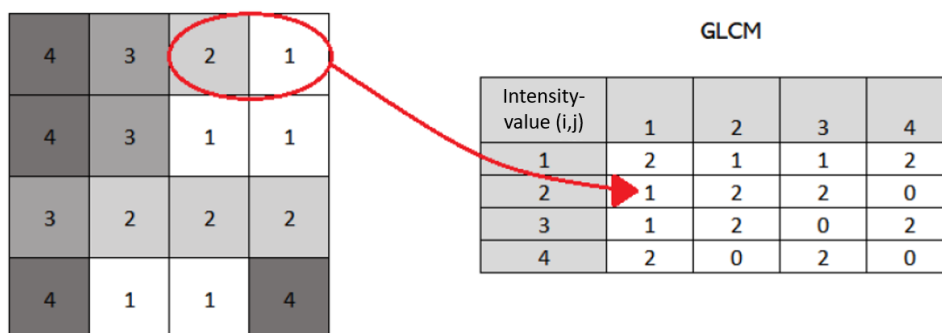 4 3 2 1
4 3 1 1
3 2 2 2
4 1 1 4
GLCM
Intensity-
value (i,j) 1 2 3 4
1 2 1 1 2
2 1 2 2 0
3 1 2 0 2
4 2 0 2 0